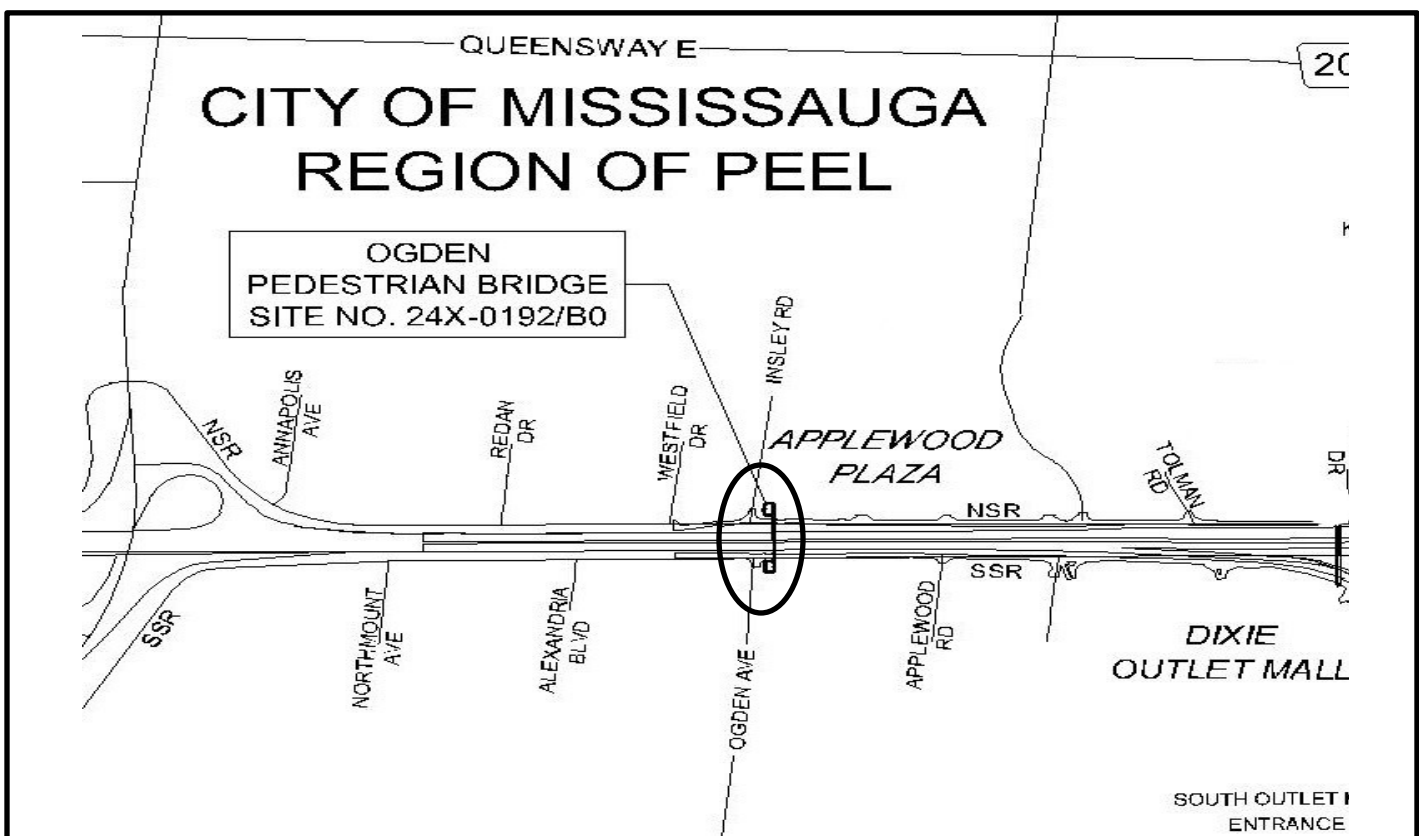 QUEENSWAY E
20
CITY OF MISSISSAUGA
REGION OF PEEL
OGDEN
PEDESTRIAN BRIDGE
SITE NO. 24X-0192/B0
INSLEY RD
ANNAPOLIS
AVE
NSR
REDAN
DR
WESTFIELD
DR
APPLEWOOD
PLAZA
TOLMAN
RD
DR
NSR
SSR
SSR
NORTHMOUNT
AVE
ALEXANDRIA
BLVD
OGDEN AVE
APPLEWOOD
RD
DIXIE
OUTLET MALL
SOUTH OUTLET
ENTRANCE